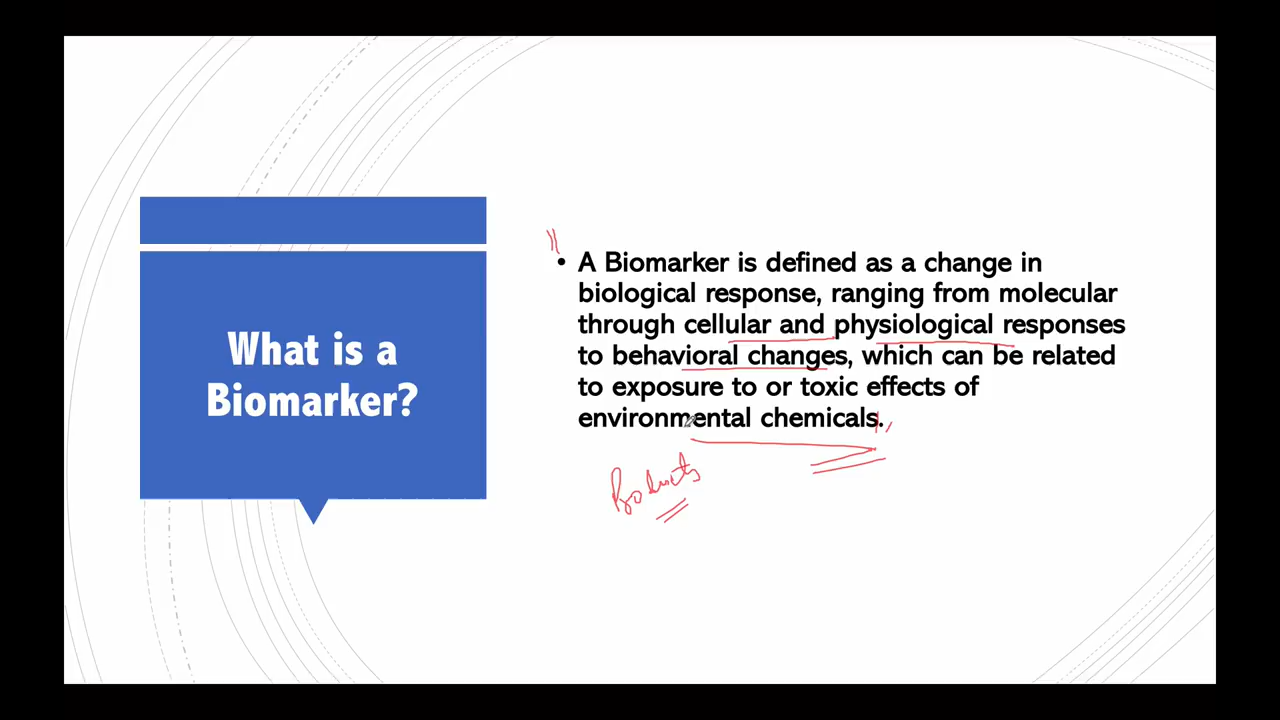 What is a
Biomarker?
• A Biomarker is defined as a change in
biological response, ranging from molecular
through cellular and physiological responses
to behavioral changes, which can be related
to exposure to or toxic effects of
environmental chemicals.
Products